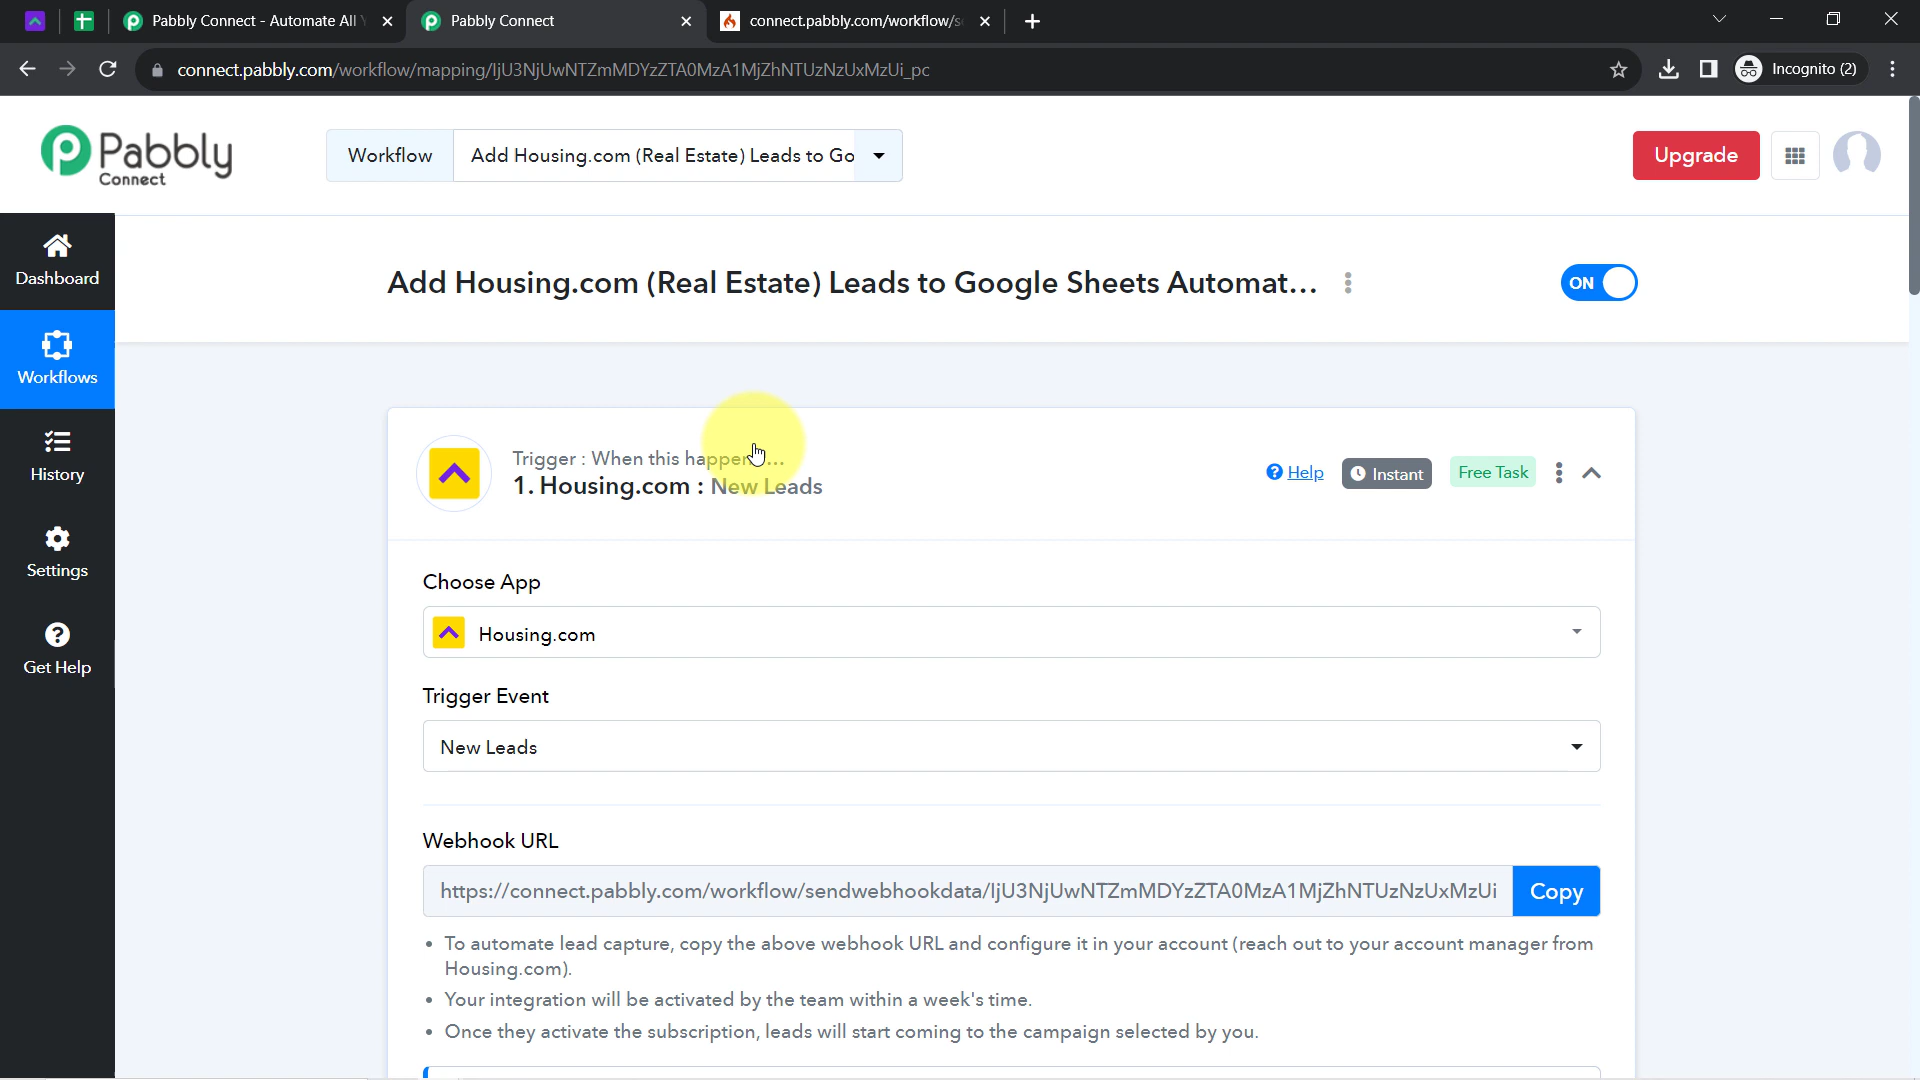 Pabbly Connect - Automate All
Pabbly Connect
connect.pabbly.com/workflow/s
connect.pabbly.com/workflow/mapping/IjU3NjUwNTZmMDYzZTA0MzA1MjZhNTUzNzUxMzUi_pc
Incognito (2)
Pabbly
Connect
Workflow
Add Housing.com (Real Estate) Leads to Go
Upgrade
Dashboard
Workflows
History
Settings
Get Help
Add Housing.com (Real Estate) Leads to Google Sheets Automat...
ON
Trigger : When this happens...
1. Housing.com : New Leads
Help
Instant
Free Task
Choose App
Housing.com
Trigger Event
New Leads
Webhook URL
https://connect.pabbly.com/workflow/sendwebhookdata/IjU3NjUwNTZmMDYzZTA0MzA1MjZhNTUzNzUxMzUi
Copy
• To automate lead capture, copy the above webhook URL and configure it in your account (reach out to your account manager from
Housing.com).
• Your integration will be activated by the team within a week's time.
• Once they activate the subscription, leads will start coming to the campaign selected by you.